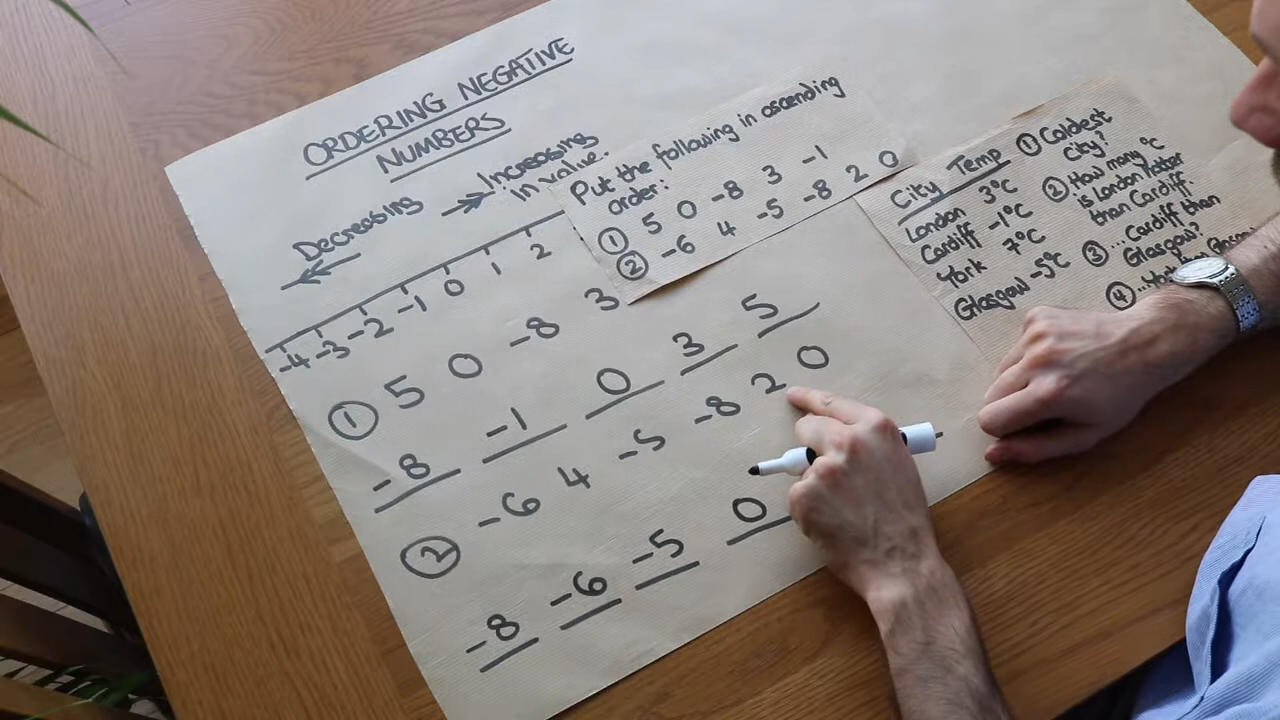 ORDERING NEGATIVE
NUMBERS
Decreasing
Increasing
in value.
-4 -3 -2 -1 0 1 2
Put the following in ascending
order:
① 5 0 -8 3 -1
② -6 4 -5 -8 2 0
City Temp
London 3°C
Cardiff -1°C
York 7°C
Glasgow -5°C
① Coldest
city?
② How many °C
is London hotter
than Cardiff.
③ ...Cardiff than
Glasgow?
④ ...York than
① 5 0 -8 3
-8 -1 0 3 5
② -6 4 -5 -8 2 0
-8 -6 -5 0